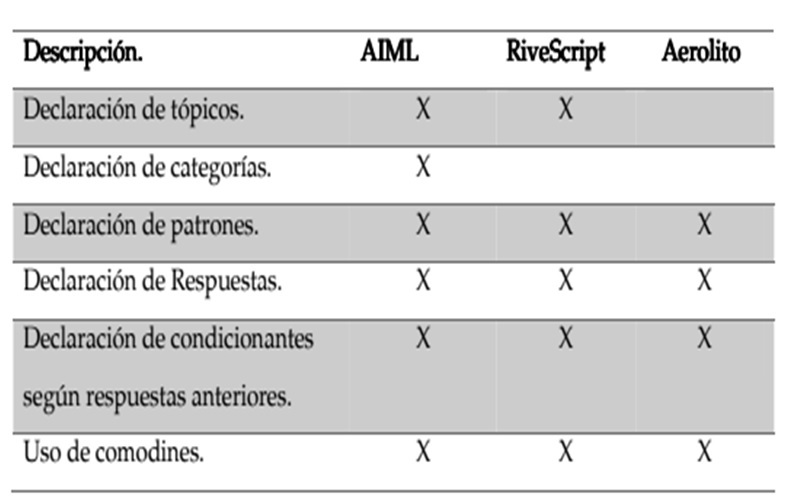 Descripción. AIML RiveScript Aerolito
Declaración de tópicos. X X
Declaración de categorías. X
Declaración de patrones. X X X
Declaración de Respuestas. X X X
Declaración de condicionantes X X X
según respuestas anteriores.
Uso de comodines. X X X